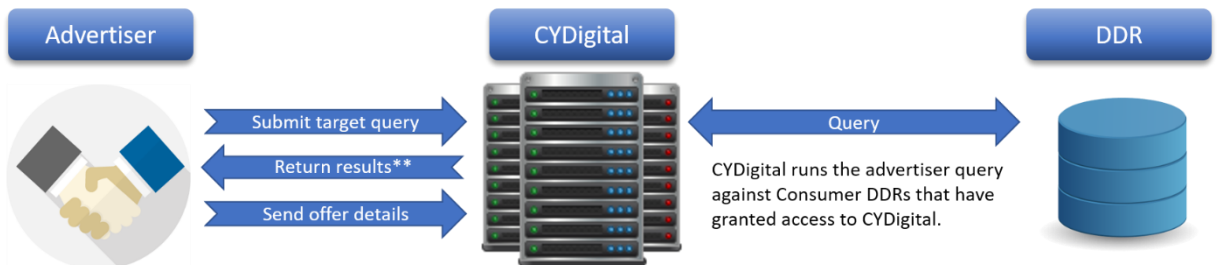 Advertiser
CYDigital
DDR
Submit target query
Return results**
Send offer details
Query
CYDigital runs the advertiser query
against Consumer DDRs that have
granted access to CYDigital.